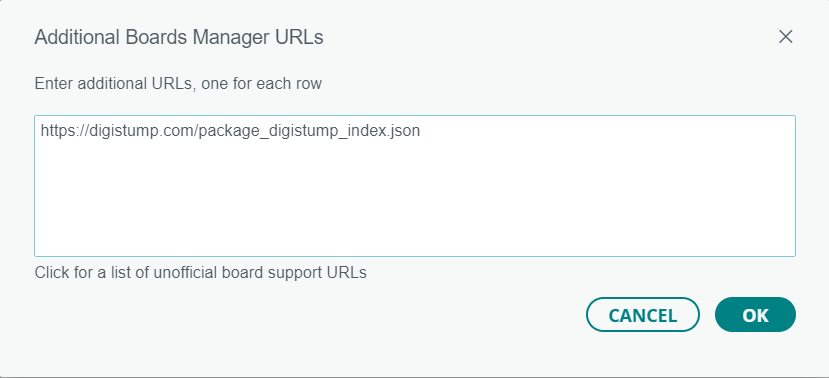 Additional Boards Manager URLs
Enter additional URLs, one for each row
https://digistump.com/package_digistump_index.json
Click for a list of unofficial board support URLs
CANCEL OK